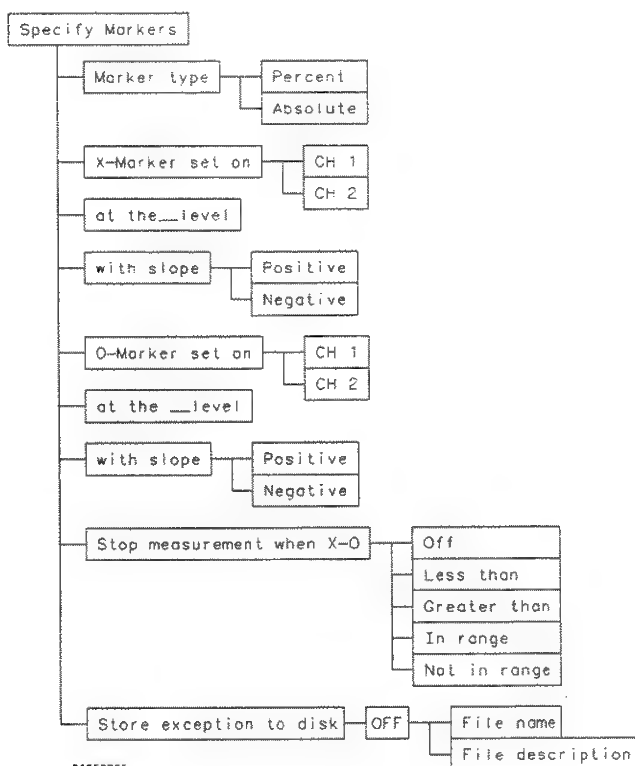 Specify Markers
Marker type
Percent
Absolute
X-Marker set on
CH 1
CH 2
at the__level
with slope
Positive
Negative
O-Marker set on
CH 1
CH 2
at the __level
with slope
Positive
Negative
Stop measurement when X-O
Off
Less than
Greater than
In range
Not in range
Store exception to disk
OFF
File name
File description